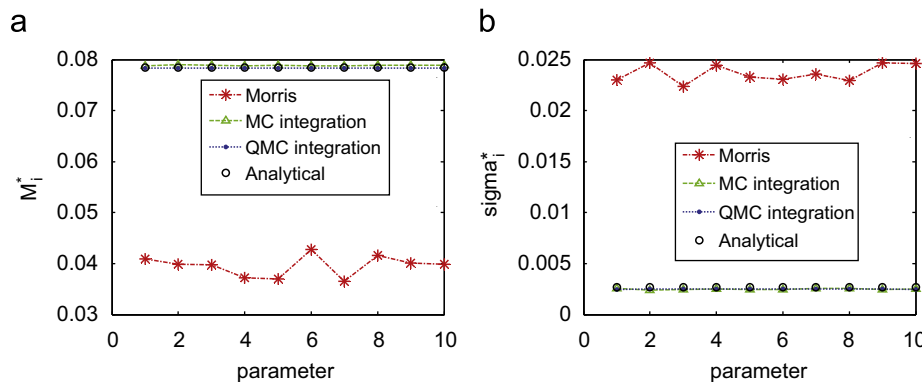 a
0.08
0.07
0.06
0.05
0.04
0.03
M*i
Morris
MC integration
QMC integration
Analytical
0 2 4 6 8 10
parameter
b
0.025
0.02
0.015
0.01
0.005
0
sigma*i
Morris
MC integration
QMC integration
Analytical
0 2 4 6 8 10
parameter